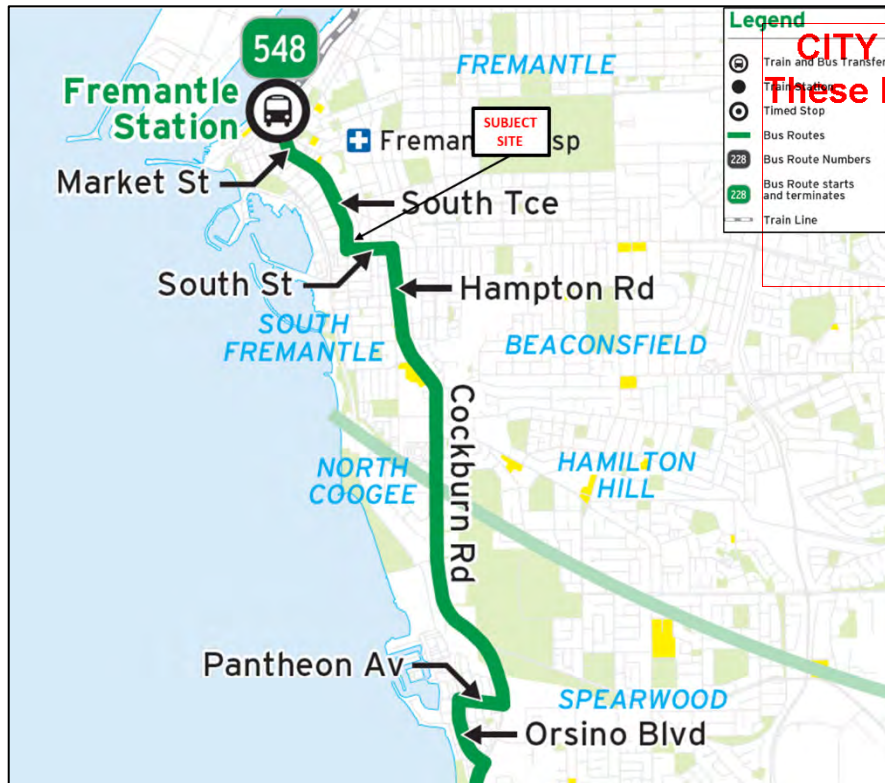 548
Fremantle
Station
FREMANTLE
SUBJECT
SITE
Market St
South Tce
South St
Hampton Rd
SOUTH
FREMANTLE
BEACONSFIELD
Cockburn Rd
NORTH
COOGEE
HAMILTON
HILL
Pantheon Av
SPEARWOOD
Orsino Blvd
Legend
CITY
These
Train and Bus Transfer
Train Station
Timed Stop
Bus Routes
228 Bus Route Numbers
228 Bus Route starts
and terminates
Train Line